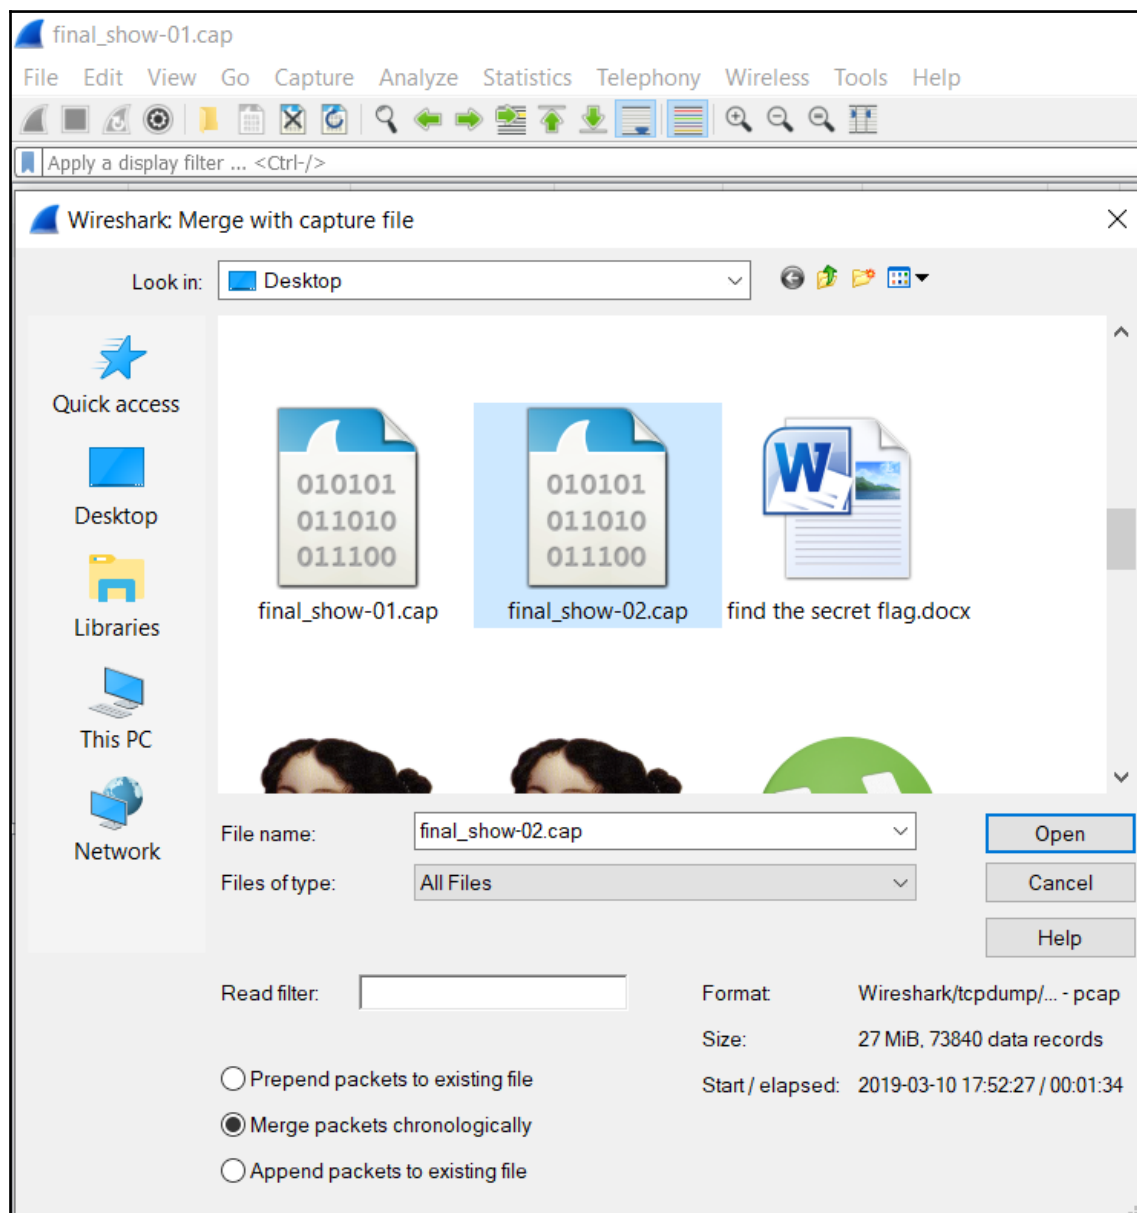 final_show-01.cap
File Edit View Go Capture Analyze Statistics Telephony Wireless Tools Help
Apply a display filter ... <Ctrl-/>
Wireshark: Merge with capture file
Look in: Desktop
Quick access
Desktop
Libraries
This PC
Network
010101 010101 W
011010 011010
011100 011100
final_show-01.cap final_show-02.cap find the secret flag.docx
File name: final_show-02.cap Open
Files of type: All Files Cancel
Help
Read filter: Format: Wireshark/tcpdump/... - pcap
Size: 27 MiB, 73840 data records
Prepend packets to existing file Start / elapsed: 2019-03-10 17:52:27 / 00:01:34
Merge packets chronologically
Append packets to existing file